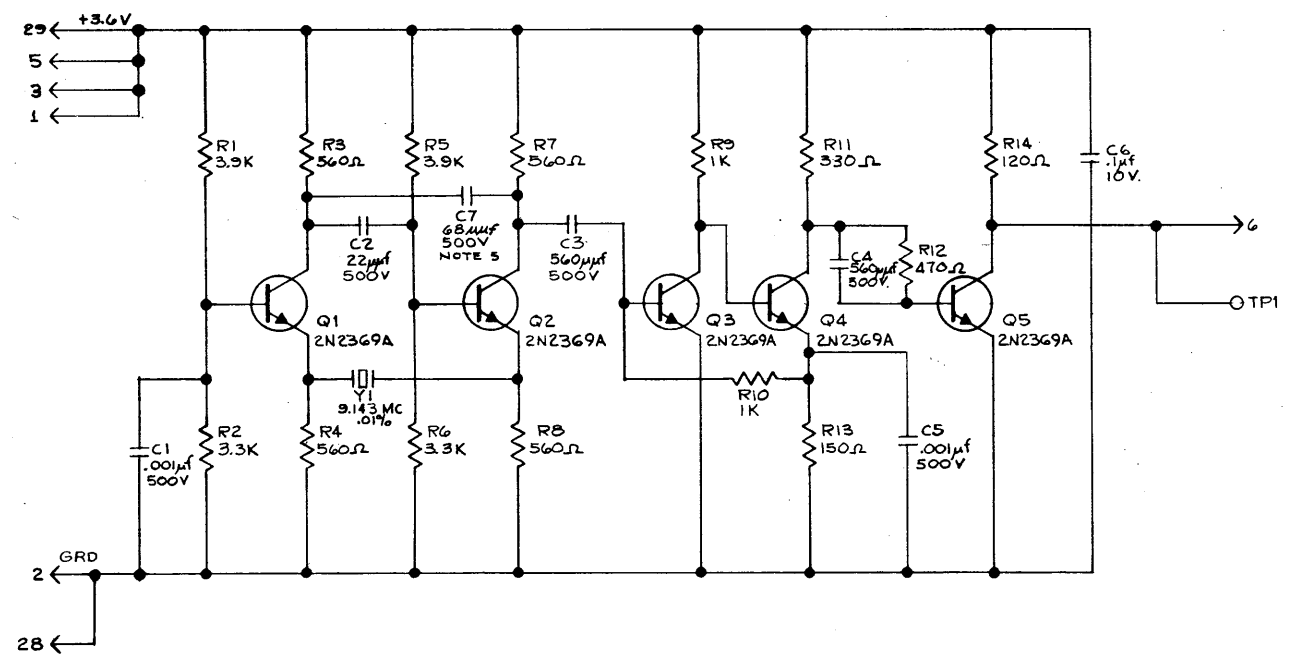 29 +3.6V
5
3
1
R1
3.9K
R3
560Ω
R5
3.9K
R7
560Ω
R9
1K
R11
330Ω
R14
120Ω
C6
.1μf
10V.
C2
22μμf
500V
C7
68μμf
500V
NOTE 5
C3
560μμf
500V
C4
560μμf
500V.
R12
470Ω
6
TP1
Q1
2N2369A
Q2
2N2369A
Q3
2N2369A
Q4
2N2369A
Q5
2N2369A
Y1
9.143 MC
.01%
R10
1K
C1
.001μf
500V
R2
3.3K
R4
560Ω
R6
3.3K
R8
560Ω
R13
150Ω
C5
.001μf
500V
2 GRD
28